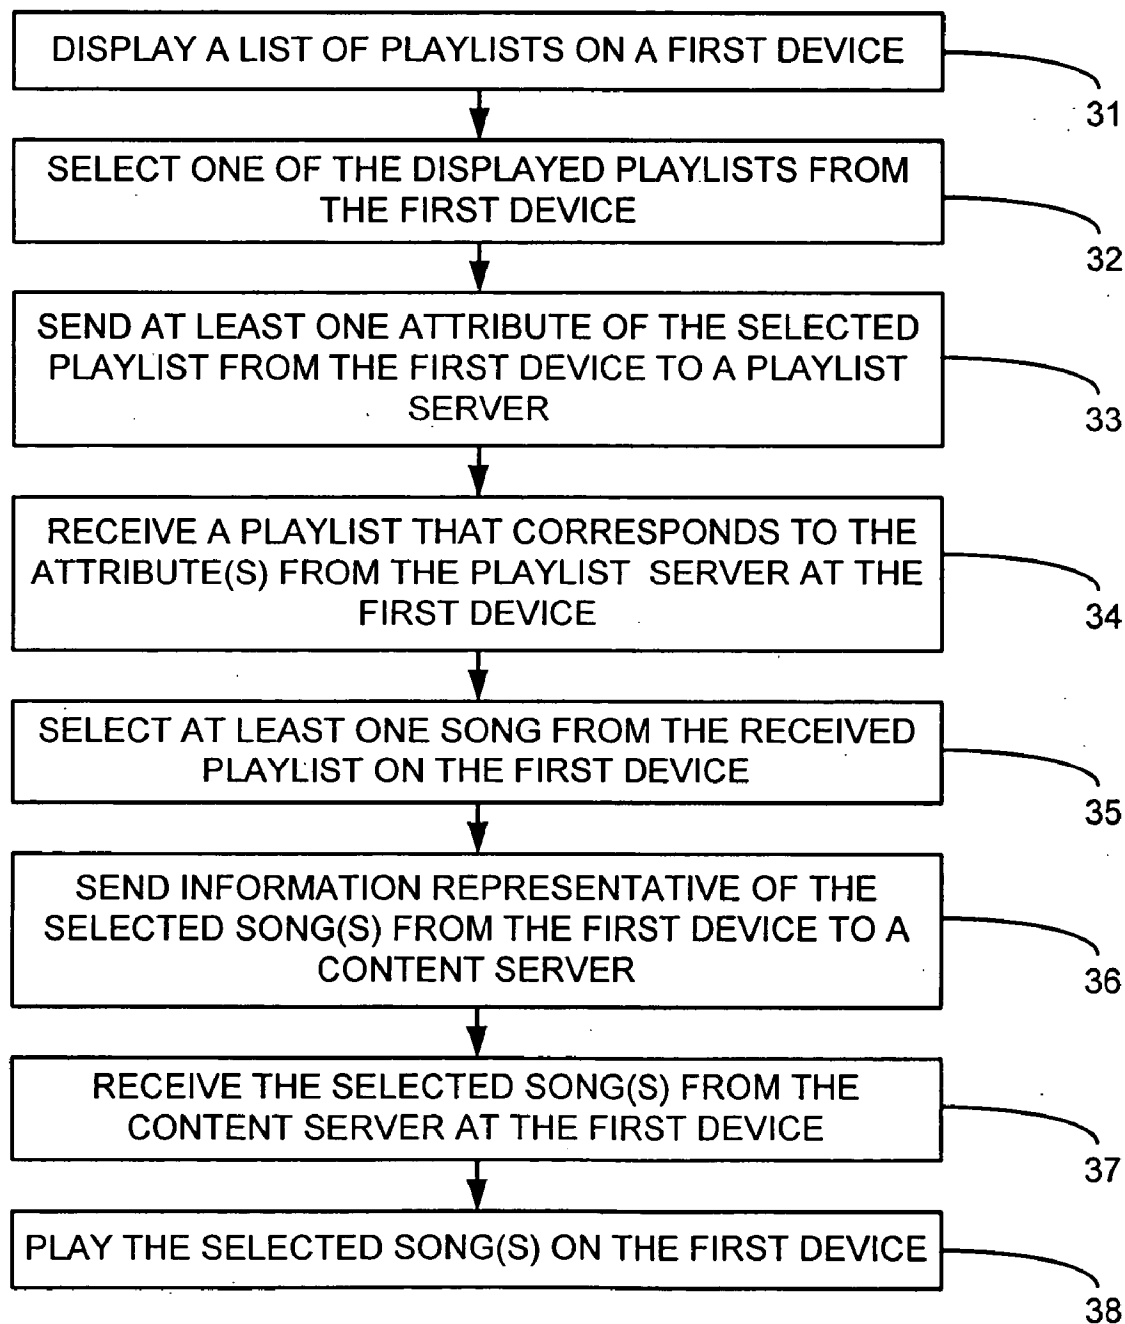 DISPLAY A LIST OF PLAYLISTS ON A FIRST DEVICE
31
SELECT ONE OF THE DISPLAYED PLAYLISTS FROM
THE FIRST DEVICE
32
SEND AT LEAST ONE ATTRIBUTE OF THE SELECTED
PLAYLIST FROM THE FIRST DEVICE TO A PLAYLIST
SERVER
33
RECEIVE A PLAYLIST THAT CORRESPONDS TO THE
ATTRIBUTE(S) FROM THE PLAYLIST SERVER AT THE
FIRST DEVICE
34
SELECT AT LEAST ONE SONG FROM THE RECEIVED
PLAYLIST ON THE FIRST DEVICE
35
SEND INFORMATION REPRESENTATIVE OF THE
SELECTED SONG(S) FROM THE FIRST DEVICE TO A
CONTENT SERVER
36
RECEIVE THE SELECTED SONG(S) FROM THE
CONTENT SERVER AT THE FIRST DEVICE
37
PLAY THE SELECTED SONG(S) ON THE FIRST DEVICE
38